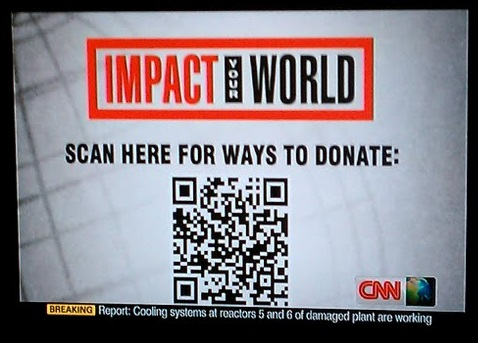 IMPACT YOUR WORLD
SCAN HERE FOR WAYS TO DONATE:
CNN
BREAKING Report: Cooling systems at reactors 5 and 6 of damaged plant are working